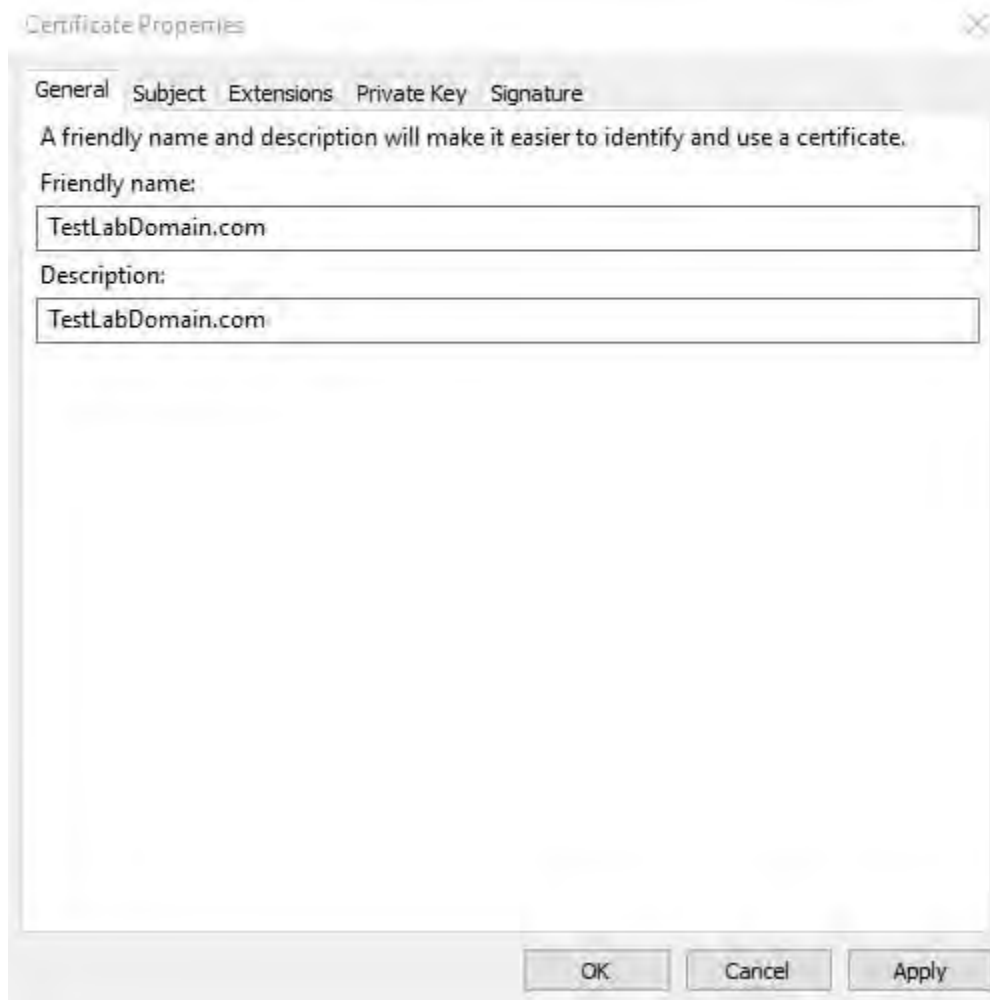 Certificate Properties
General Subject Extensions Private Key Signature
A friendly name and description will make it easier to identify and use a certificate.
Friendly name:
TestLabDomain.com
Description:
TestLabDomain.com
OK Cancel Apply